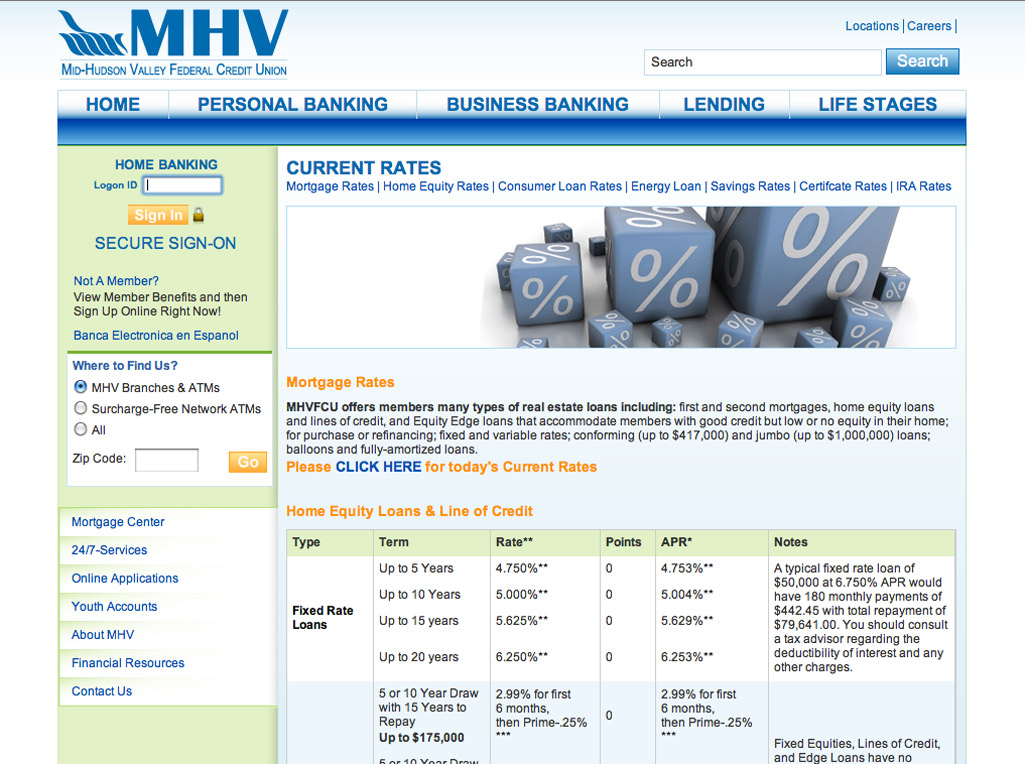 MHV
MID-HUDSON VALLEY FEDERAL CREDIT UNION
Locations | Careers |
Search
Search
HOME
PERSONAL BANKING
BUSINESS BANKING
LENDING
LIFE STAGES
HOME BANKING
Logon ID
Sign In
SECURE SIGN-ON
Not A Member?
View Member Benefits and then
Sign Up Online Right Now!
Banca Electronica en Espanol
Where to Find Us?
MHV Branches & ATMs
Surcharge-Free Network ATMs
All
Zip Code:
Go
Mortgage Center
24/7-Services
Online Applications
Youth Accounts
About MHV
Financial Resources
Contact Us
CURRENT RATES
Mortgage Rates | Home Equity Rates | Consumer Loan Rates | Energy Loan | Savings Rates | Certifcate Rates | IRA Rates
% % % % % % % % % % % %
Mortgage Rates
MHVFCU offers members many types of real estate loans including: first and second mortgages, home equity loans
and lines of credit, and Equity Edge loans that accommodate members with good credit but low or no equity in their home;
for purchase or refinancing; fixed and variable rates; conforming (up to $417,000) and jumbo (up to $1,000,000) loans;
balloons and fully-amortized loans.
Please CLICK HERE for today's Current Rates
Home Equity Loans & Line of Credit
Type Term Rate** Points APR* Notes
Fixed Rate
Loans
Up to 5 Years 4.750%** 0 4.753%**
Up to 10 Years 5.000%** 0 5.004%**
Up to 15 years 5.625%** 0 5.629%**
Up to 20 years 6.250%** 0 6.253%**
A typical fixed rate loan of
$50,000 at 6.750% APR would
have 180 monthly payments of
$442.45 with total repayment of
$79,641.00. You should consult
a tax advisor regarding the
deductibility of interest and any
other charges.
5 or 10 Year Draw
with 15 Years to
Repay
Up to $175,000
2.99% for first
6 months,
then Prime-.25%
***
0
2.99% for first
6 months,
then Prime-.25%
***
Fixed Equities, Lines of Credit,
and Edge Loans have no
5 or 10 Year Draw